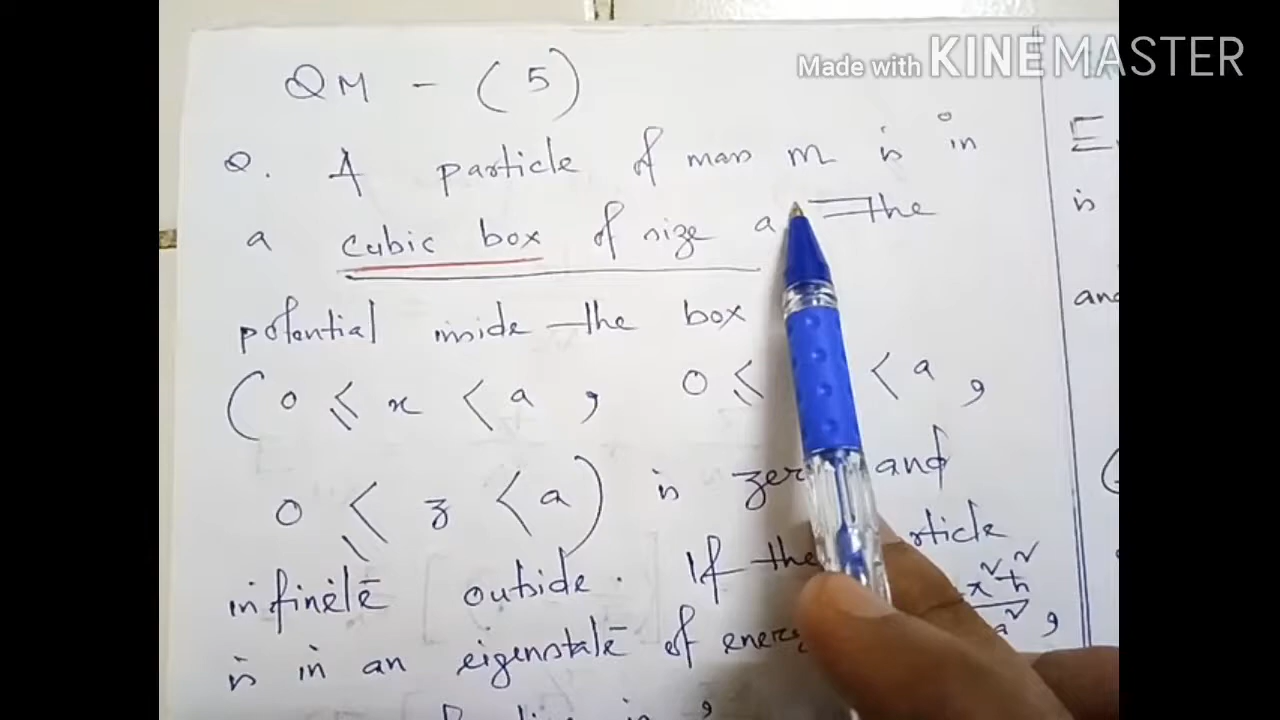 Made with KINEMASTER
QM - (5)
Q. A particle of mass m is in
a cubic box of size a the
potential inside the box
(0 ≤ x < a , 0 ≤ < a ,
0 ≤ z < a) is and
infinite outside. If the
is in an eigenstate of
is